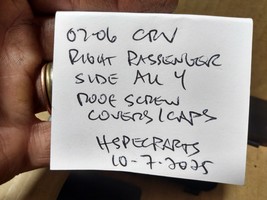 02-06 CRV
RIGHT PASSENGER
SIDE ALL 4
DOOR SCREW
COVERS/CAPS
HSPECPARTS
10-7-2025